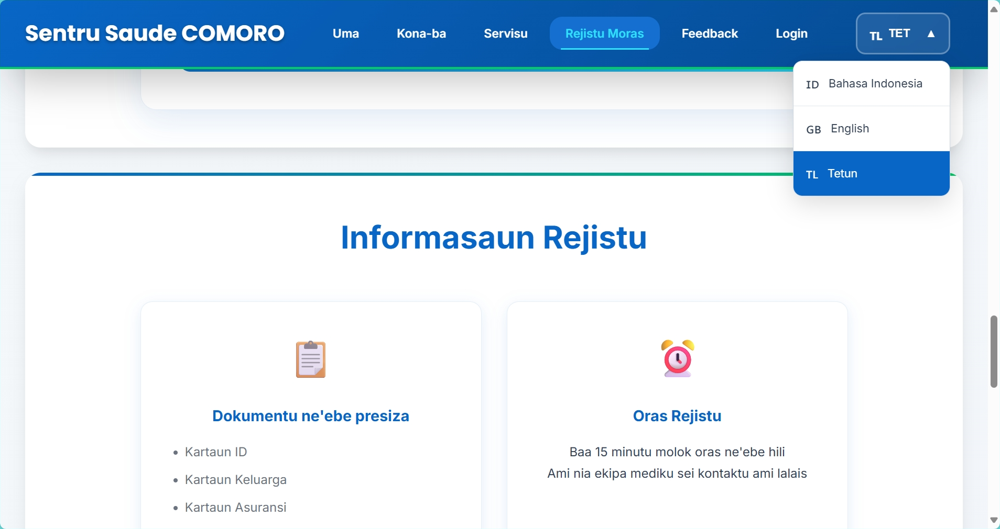 Sentru Saude COMORO
Uma
Kona-ba
Servisu
Rejistu Moras
Feedback
Login
TL TET ▲
ID Bahasa Indonesia
GB English
TL Tetun
Informasaun Rejistu
Dokumentu ne'ebe presiza
• Kartaun ID
• Kartaun Keluarga
• Kartaun Asuransi
Oras Rejistu
Baa 15 minutu molok oras ne'ebe hili
Ami nia ekipa mediku sei kontaktu ami lalais